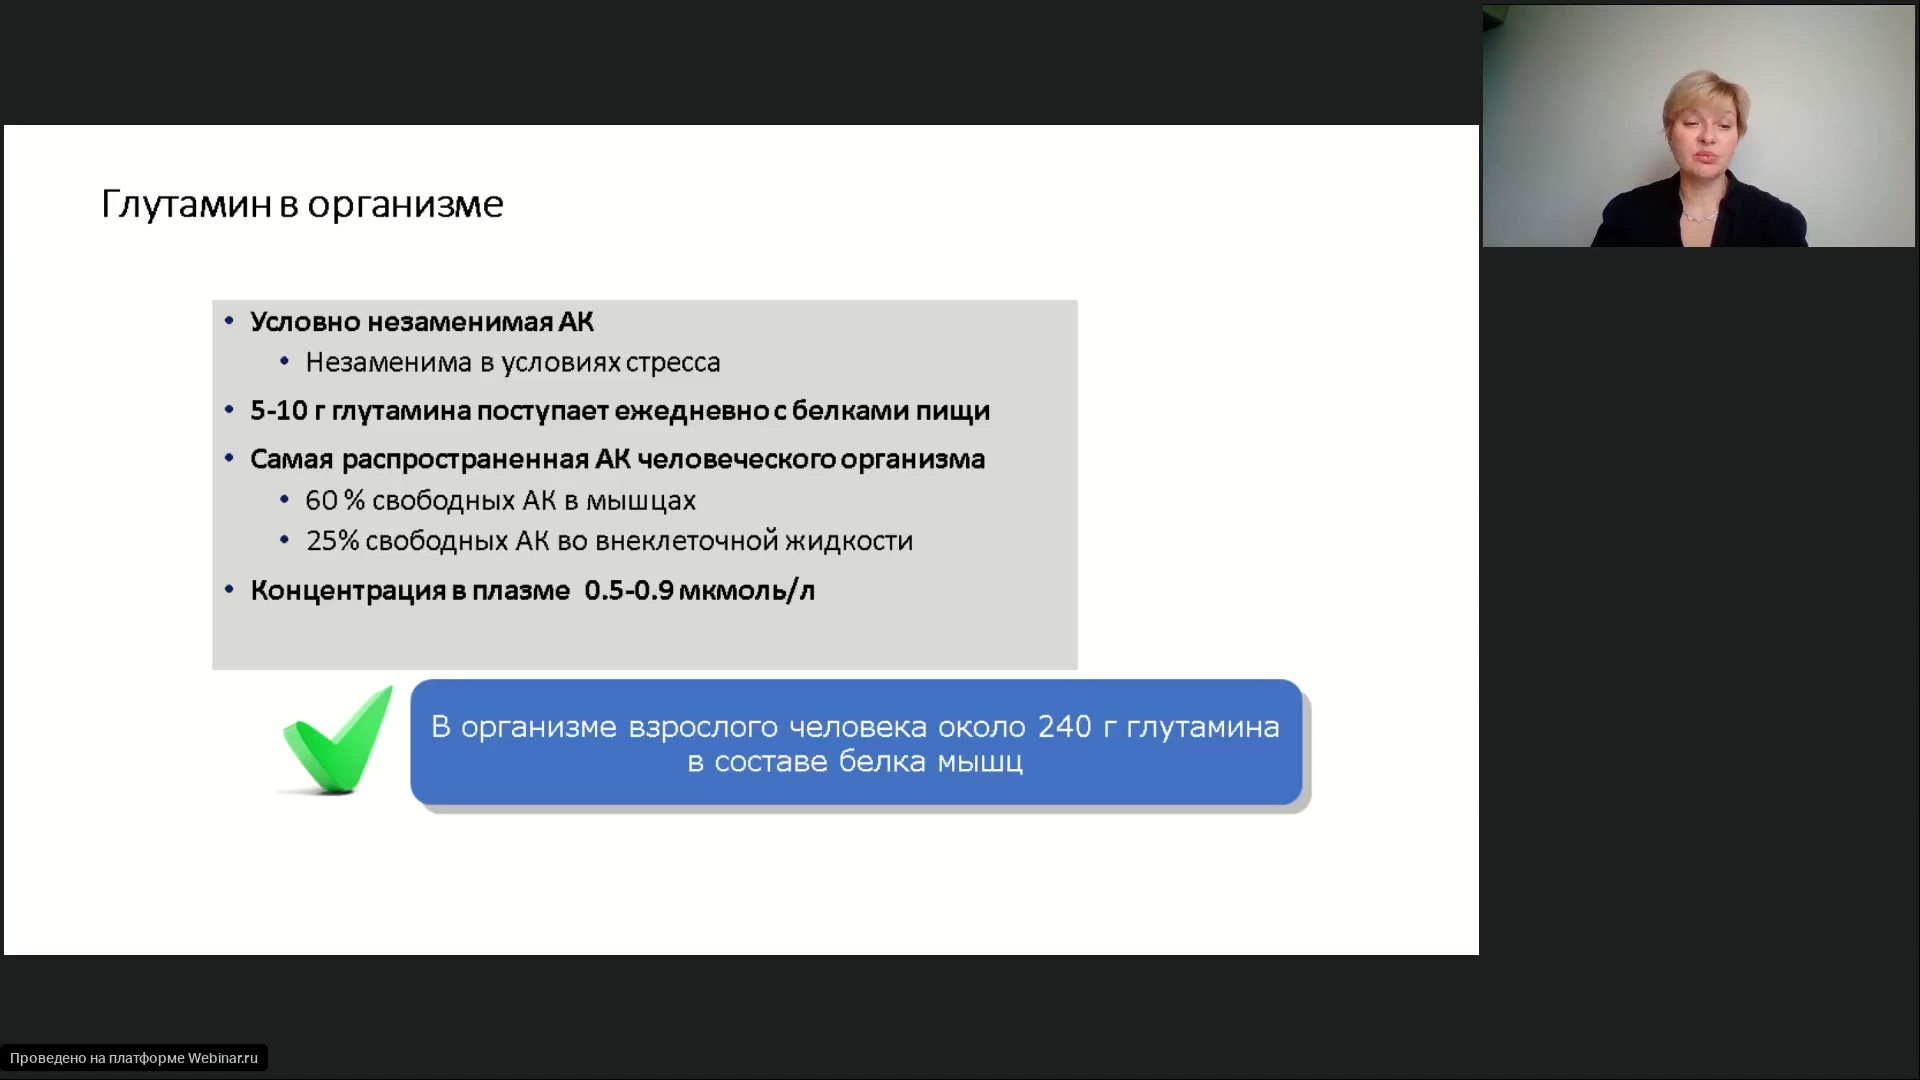 Глутамин в организме
• Условно незаменимая АК
• Незаменима в условиях стресса
• 5-10 г глутамина поступает ежедневно с белками пищи
• Самая распространенная АК человеческого организма
• 60 % свободных АК в мышцах
• 25% свободных АК во внеклеточной жидкости
• Концентрация в плазме 0.5-0.9 мкмоль/л
В организме взрослого человека около 240 г глутамина
в составе белка мышц
Проведено на платформе Webinar.ru